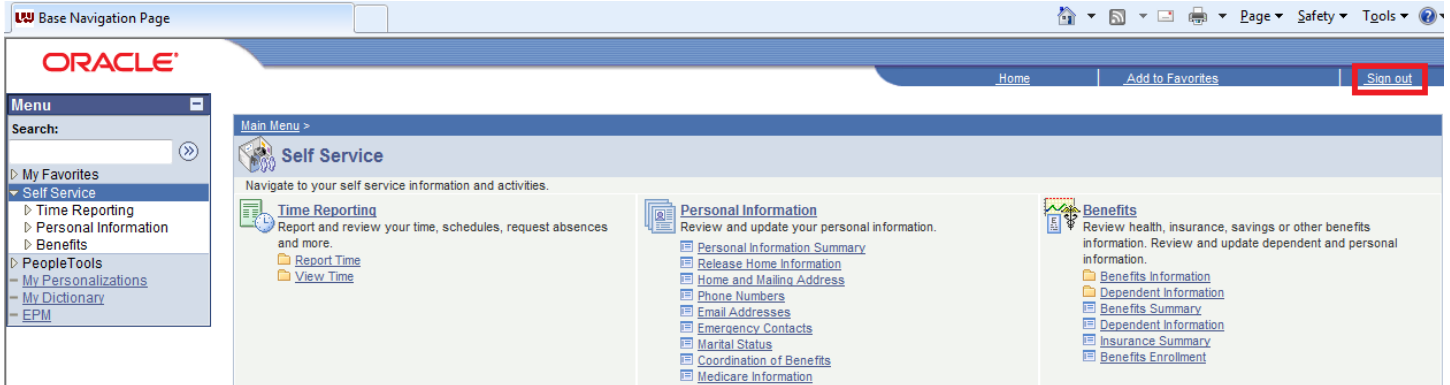 Base Navigation Page
Page Safety Tools
ORACLE
Home Add to Favorites Sign out
Menu
Search:
My Favorites
Self Service
Time Reporting
Personal Information
Benefits
PeopleTools
My Personalizations
My Dictionary
EPM
Main Menu >
Self Service
Navigate to your self service information and activities.
Time Reporting
Report and review your time, schedules, request absences
and more.
Report Time
View Time
Personal Information
Review and update your personal information.
Personal Information Summary
Release Home Information
Home and Mailing Address
Phone Numbers
Email Addresses
Emergency Contacts
Marital Status
Coordination of Benefits
Medicare Information
Benefits
Review health, insurance, savings or other benefits
information. Review and update dependent and personal
information.
Benefits Information
Dependent Information
Benefits Summary
Dependent Information
Insurance Summary
Benefits Enrollment